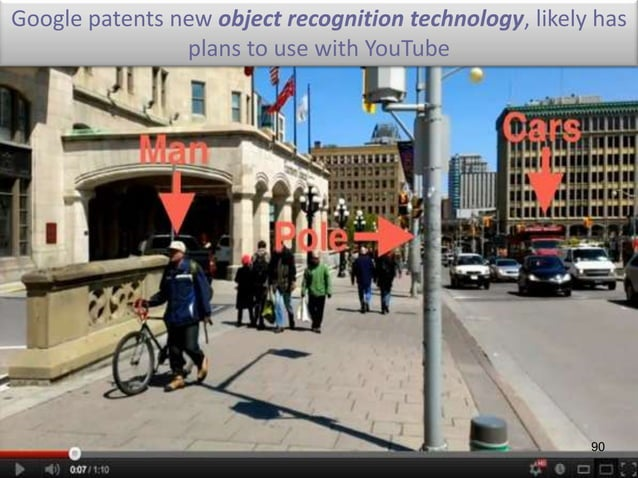 Google patents new object recognition technology, likely has
plans to use with YouTube
Man
Cars
Pole
90
0:07 / 1:10
HD